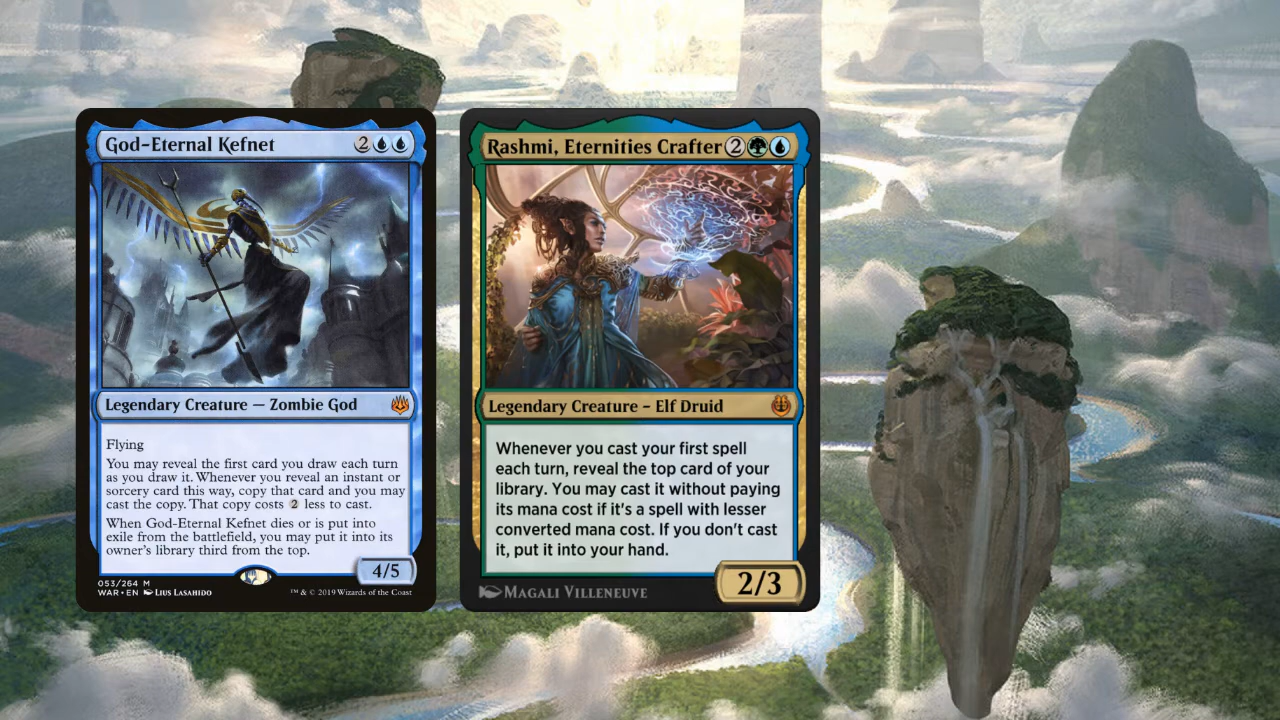 God-Eternal Kefnet 2
Legendary Creature — Zombie God
Flying
You may reveal the first card you draw each turn
as you draw it. Whenever you reveal an instant or
sorcery card this way, copy that card and you may
cast the copy. That copy costs 2 less to cast.
When God-Eternal Kefnet dies or is put into
exile from the battlefield, you may put it into its
owner's library third from the top.
4/5
053/264 M
WAR • EN Lius Lasahido
™ & © 2019 Wizards of the Coast
Rashmi, Eternities Crafter 2
Legendary Creature – Elf Druid
Whenever you cast your first spell
each turn, reveal the top card of your
library. You may cast it without paying
its mana cost if it's a spell with lesser
converted mana cost. If you don't cast
it, put it into your hand.
2/3
Magali Villeneuve